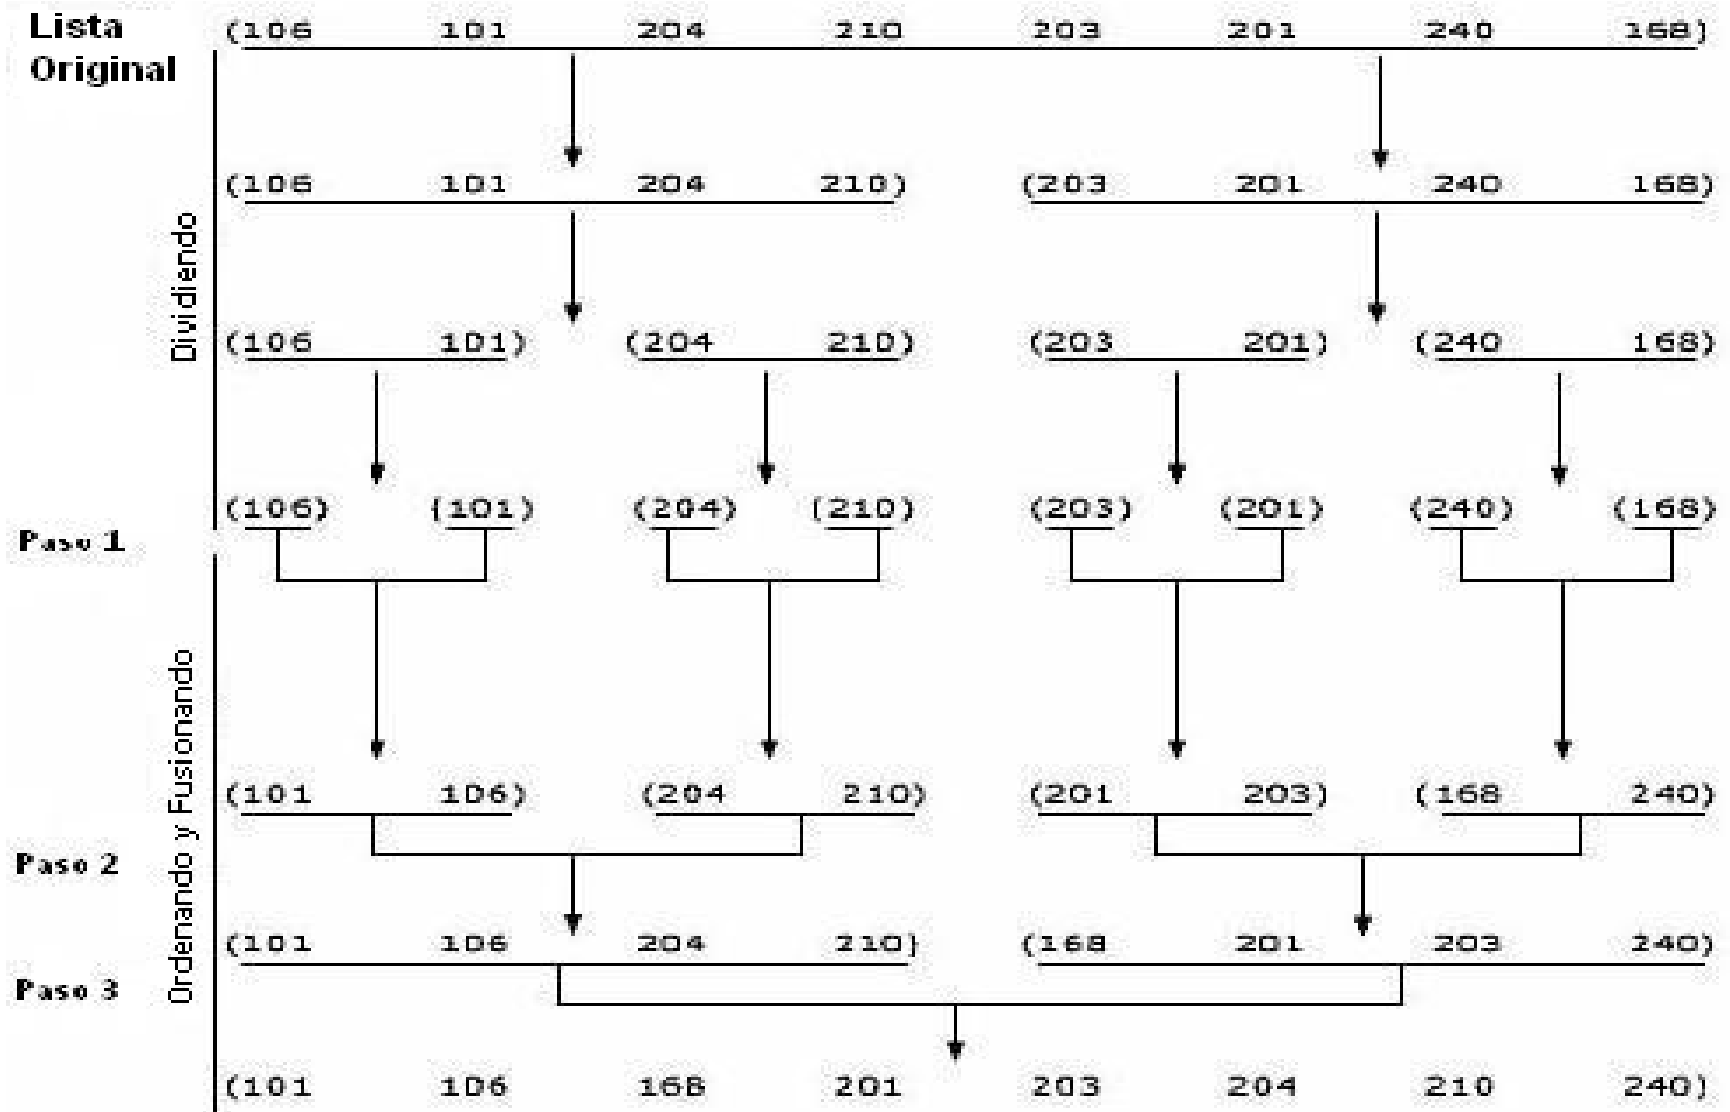 Lista Original
(106 101 204 210 203 201 240 168)
(106 101 204 210) (203 201 240 168)
Dividiendo
(106 101) (204 210) (203 201) (240 168)
(106) (101) (204) (210) (203) (201) (240) (168)
Paso 1
Ordenando y Fusionando
(101 106) (204 210) (201 203) (168 240)
Paso 2
(101 106 204 210) (168 201 203 240)
Paso 3
(101 106 168 201 203 204 210 240)